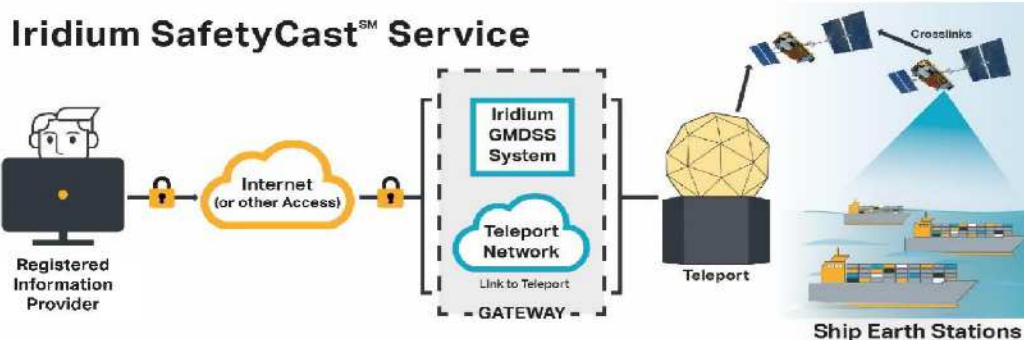 Iridium SafetyCast℠ Service
Registered
Information
Provider
Internet
(or other Access)
Iridium
GMDSS
System
Teleport
Network
Link to Teleport
GATEWAY
Teleport
Crosslinks
Ship Earth Stations